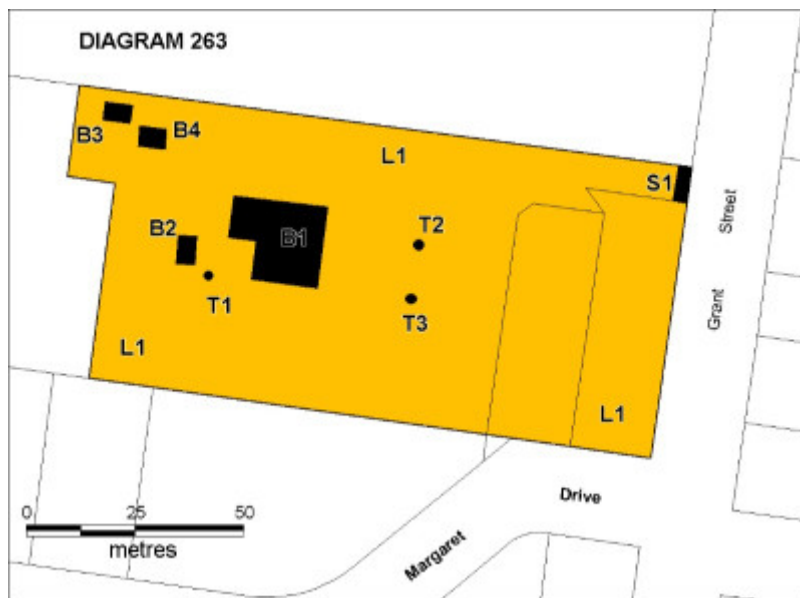 DIAGRAM 263
B3
B4
L1
S1
Street
B2
B1
T2
T1
T3
Grant
L1
L1
Drive
0 25 50
metres
Margaret